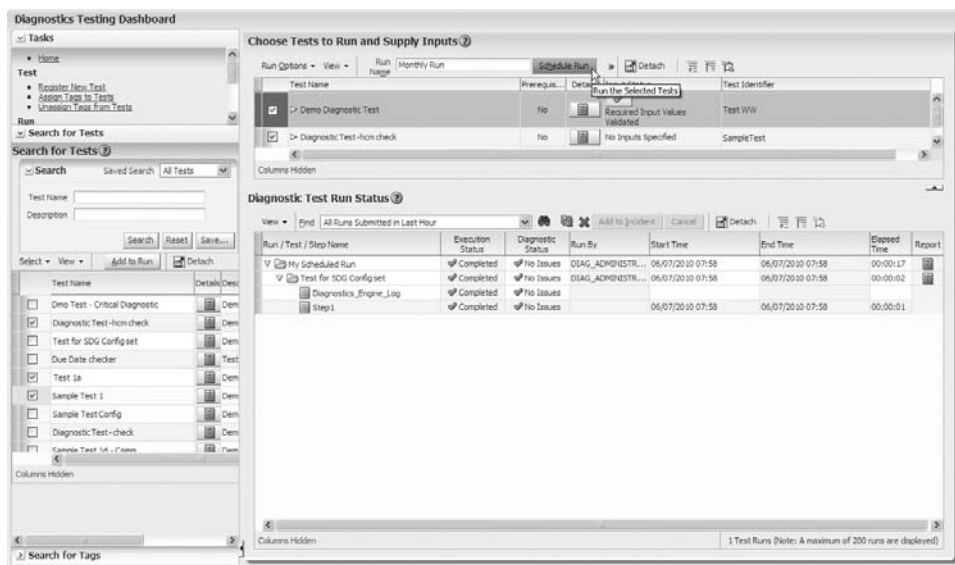 Diagnostics Testing Dashboard
Tasks
Home
Test
Register New Test
Assign Tags to Tests
Unassign Tags from Tests
Run
Search for Tests
Search for Tests
Search
Saved Search All Tests
Test Name
Description
Search Reset Save...
Select View Add to Run Detach
Test Name Details Desc
Dmo Test - Critical Diagnostic Dem
Diagnostic Test-hcm check Dem
Test for SDG Config set Dem
Due Date checker Test
Test 1a Dem
Sample Test 1 Dem
Sample Test Config Dem
Diagnostic Test-check Dem
Sample Test 1d - Comp Dem
Columns Hidden
Search for Tags
Choose Tests to Run and Supply Inputs
Run Options View Run Name Monthly Run Schedule Run » Detach
Run the Selected Tests
Test Name Prerequis... Test Identifier
Demo Diagnostic Test No Required Input Values Validated Test WW
Diagnostic Test-hcm check No No Inputs Specified SampleTest
Columns Hidden
Diagnostic Test Run Status
View Find All Runs Submitted in Last Hour Add to Incident Cancel Detach
Run / Test / Step Name Execution Status Diagnostic Status Run By Start Time End Time Elapsed Time Report
My Scheduled Run Completed No Issues DIAG_ADMINISTR... 06/07/2010 07:58 06/07/2010 07:58 00:00:17
Test for SDG Config set Completed No Issues DIAG_ADMINISTR... 06/07/2010 07:58 06/07/2010 07:58 00:00:02
Diagnostics_Engine_Log Completed No Issues
Step1 Completed No Issues 06/07/2010 07:58 06/07/2010 07:58 00:00:01
Columns Hidden
1 Test Runs (Note: A maximum of 200 runs are displayed)